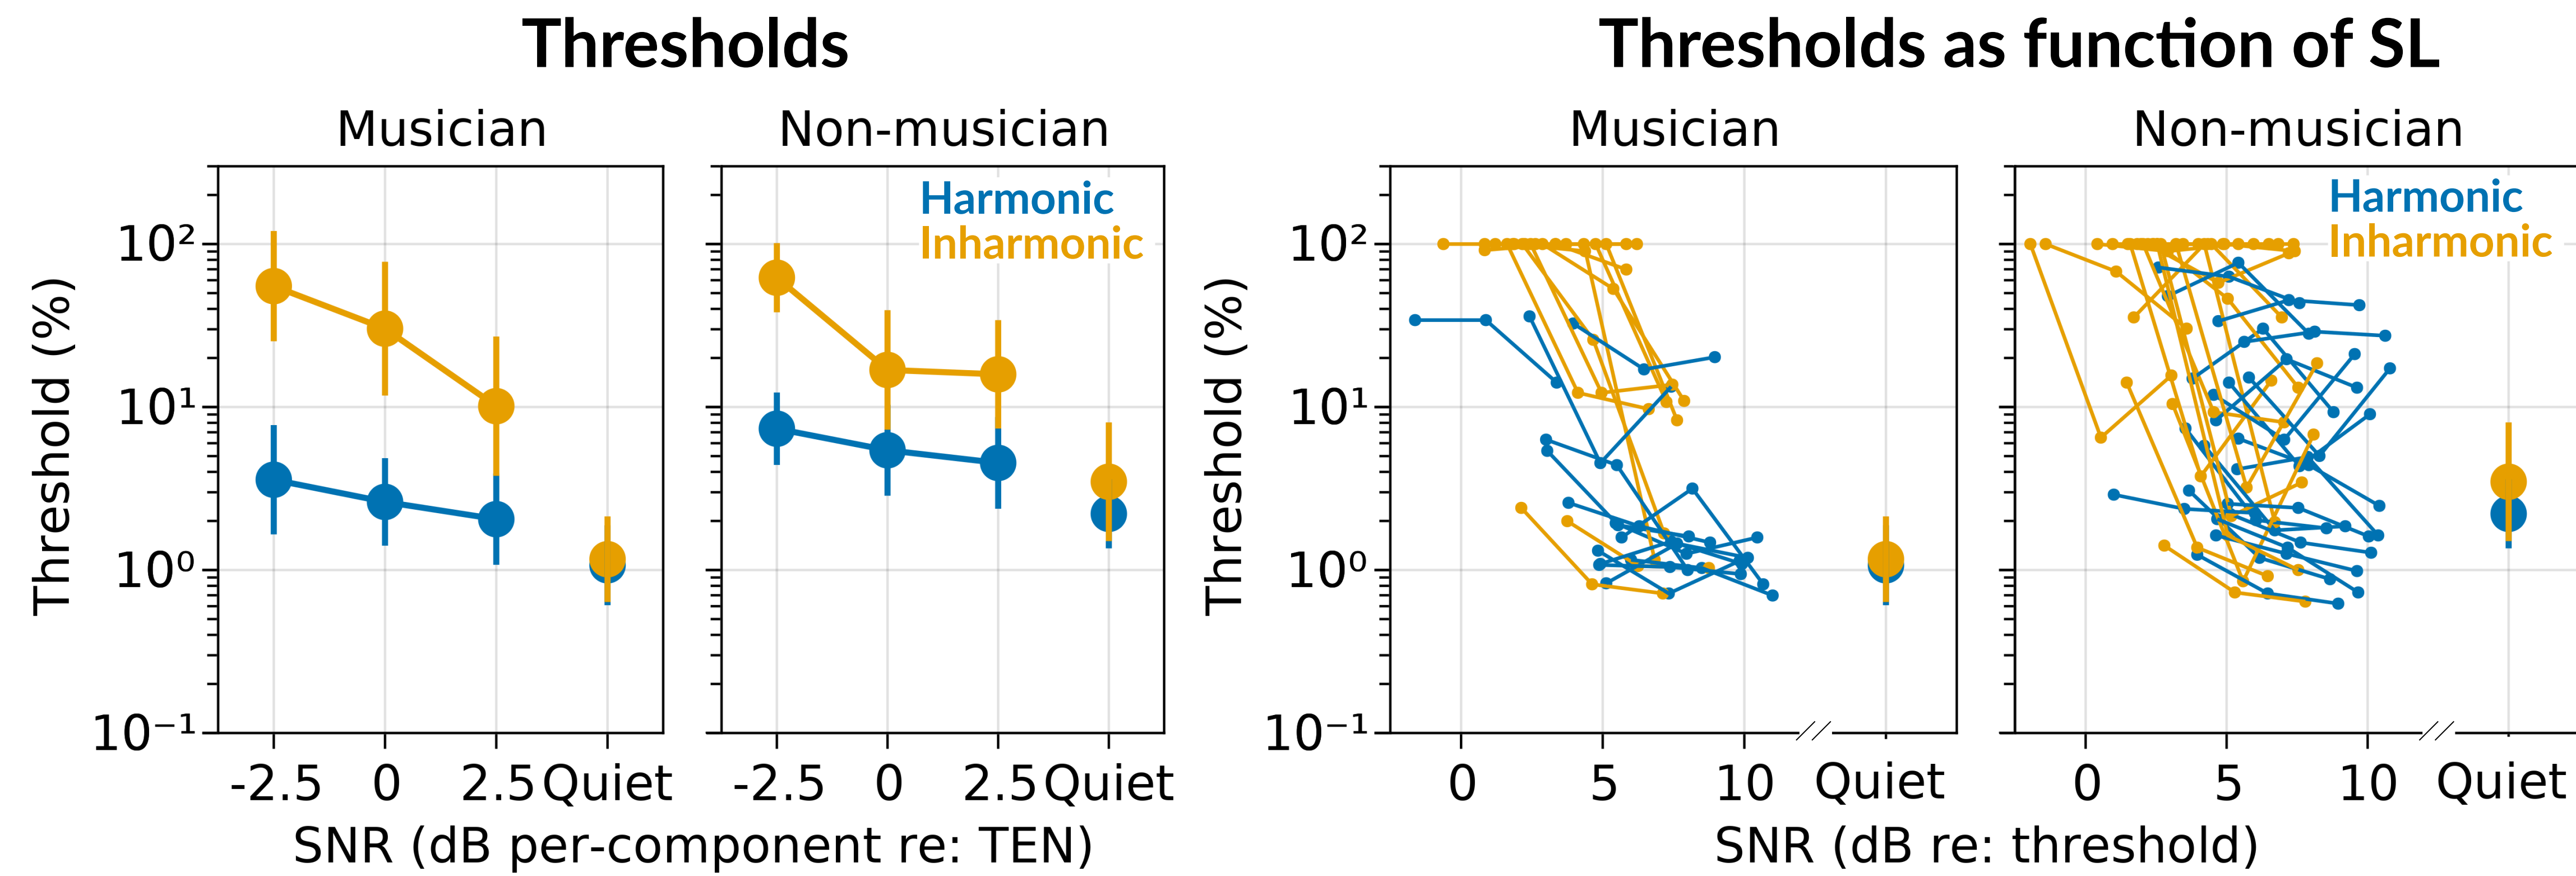 Thresholds
Musician
Non-musician
Harmonic
Inharmonic
Threshold (%)
10²
10¹
10⁰
10⁻¹
-2.5 0 2.5 Quiet
-2.5 0 2.5 Quiet
SNR (dB per-component re: TEN)
Thresholds as function of SL
Musician
Non-musician
Harmonic
Inharmonic
Threshold (%)
10²
10¹
10⁰
10⁻¹
0 5 10 Quiet
0 5 10 Quiet
SNR (dB re: threshold)